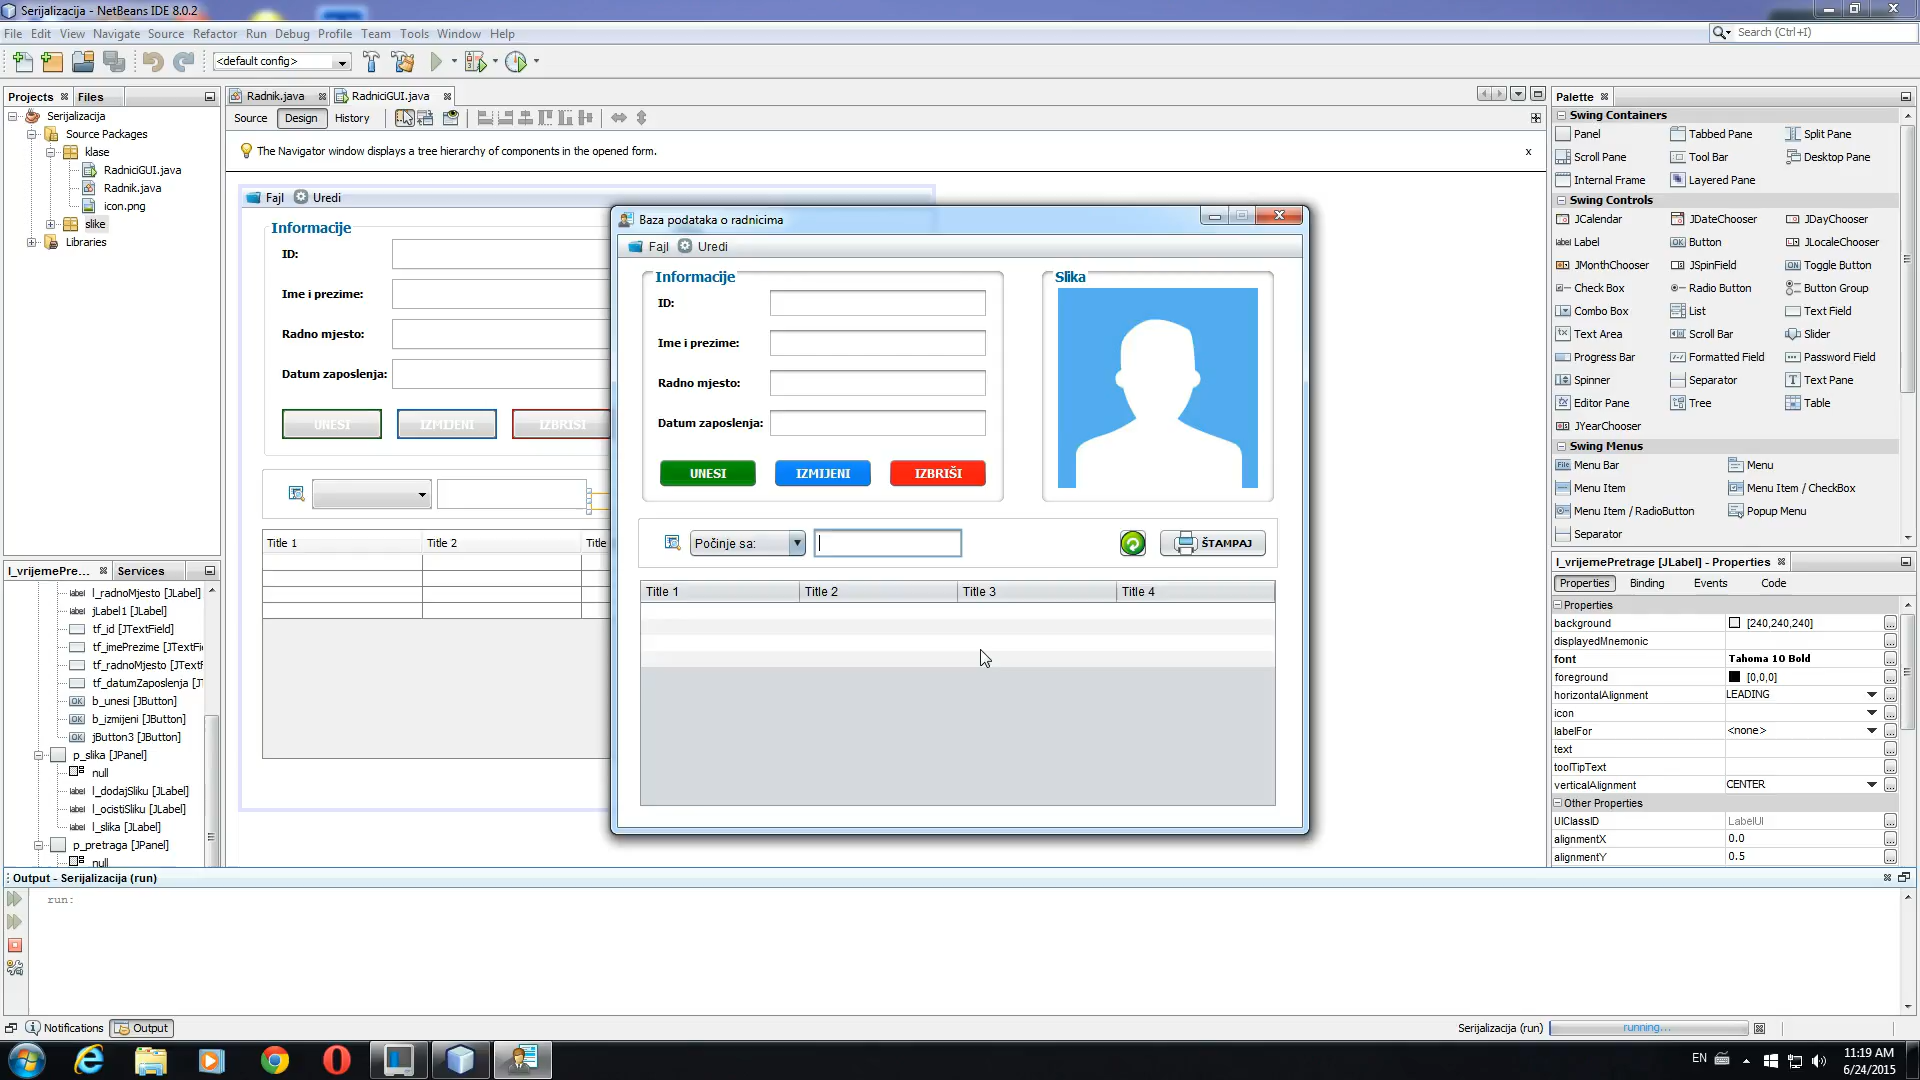 Serijalizacija - NetBeans IDE 8.0.2
File Edit View Navigate Source Refactor Run Debug Profile Team Tools Window Help
Search (Ctrl+I)
<default config>
Projects Files
Serijalizacija
Source Packages
klase
RadniciGUI.java
Radnik.java
icon.png
slike
Libraries
Radnik.java RadniciGUI.java
Source Design History
The Navigator window displays a tree hierarchy of components in the opened form.
x
Fajl Uredi
Informacije
ID:
Ime i prezime:
Radno mjesto:
Datum zaposlenja:
UNESI IZMIJENI IZBRIŠI
Title 1 Title 2 Title
Baza podataka o radnicima
Fajl Uredi
Informacije
ID:
Ime i prezime:
Radno mjesto:
Datum zaposlenja:
UNESI IZMIJENI IZBRIŠI
Slika
Počinje sa:
ŠTAMPAJ
Title 1 Title 2 Title 3 Title 4
Palette
Swing Containers
Panel Tabbed Pane Split Pane
Scroll Pane Tool Bar Desktop Pane
Internal Frame Layered Pane
Swing Controls
JCalendar JDateChooser JDayChooser
Label Button JLocaleChooser
JMonthChooser JSpinField Toggle Button
Check Box Radio Button Button Group
Combo Box List Text Field
Text Area Scroll Bar Slider
Progress Bar Formatted Field Password Field
Spinner Separator Text Pane
Editor Pane Tree Table
JYearChooser
Swing Menus
Menu Bar Menu
Menu Item Menu Item / CheckBox
Menu Item / RadioButton Popup Menu
Separator
l_vrijemePre... Services
l_radnoMjesto [JLabel]
jLabel1 [JLabel]
tf_id [JTextField]
tf_imePrezime [JTextFi
tf_radnoMjesto [JTextF
tf_datumZaposlenja [JT
b_unesi [JButton]
b_izmijeni [JButton]
jButton3 [JButton]
p_slika [JPanel]
null
l_dodajSliku [JLabel]
l_ocistiSliku [JLabel]
l_slika [JLabel]
p_pretraga [JPanel]
null
l_vrijemePretrage [JLabel] - Properties
Properties Binding Events Code
Properties
background [240,240,240]
displayedMnemonic
font Tahoma 10 Bold
foreground [0,0,0]
horizontalAlignment LEADING
icon
labelFor <none>
text
toolTipText
verticalAlignment CENTER
Other Properties
UIClassID LabelUI
alignmentX 0.0
alignmentY 0.5
Output - Serijalizacija (run)
run:
Notifications Output
Serijalizacija (run) running...
EN
11:19 AM
6/24/2015